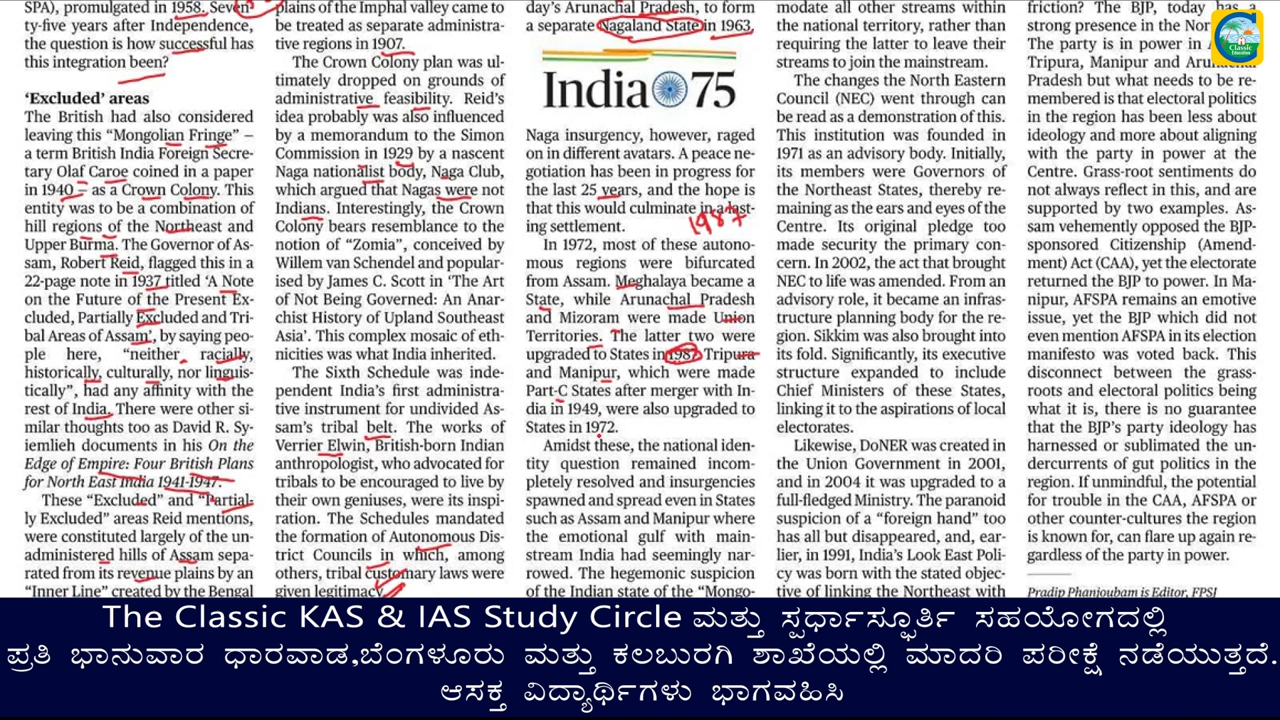 SPA), promulgated in 1958. Seven-
ty-five years after Independence,
the question is how successful has
this integration been?
'Excluded' areas
The British had also considered
leaving this "Mongolian Fringe" –
a term British India Foreign Secre-
tary Olaf Caroe coined in a paper
in 1940 – as a Crown Colony. This
entity was to be a combination of
hill regions of the Northeast and
Upper Burma. The Governor of As-
sam, Robert Reid, flagged this in a
22-page note in 1937 titled 'A Note
on the Future of the Present Ex-
cluded, Partially Excluded and Tri-
bal Areas of Assam', by saying peo-
ple here, "neither racially,
historically, culturally, nor linguis-
tically", had any affinity with the
rest of India. There were other si-
milar thoughts too as David R. Sy-
iemlieh documents in his On the
Edge of Empire: Four British Plans
for North East India 1941-1947.
These "Excluded" and "Partial-
ly Excluded" areas Reid mentions,
were constituted largely of the un-
administered hills of Assam sepa-
rated from its revenue plains by an
"Inner Line" created by the Bengal
plains of the Imphal valley came to
be treated as separate administra-
tive regions in 1907.
The Crown Colony plan was ul-
timately dropped on grounds of
administrative feasibility. Reid's
idea probably was also influenced
by a memorandum to the Simon
Commission in 1929 by a nascent
Naga nationalist body, Naga Club,
which argued that Nagas were not
Indians. Interestingly, the Crown
Colony bears resemblance to the
notion of "Zomia", conceived by
Willem van Schendel and popular-
ised by James C. Scott in 'The Art
of Not Being Governed: An Anar-
chist History of Upland Southeast
Asia'. This complex mosaic of eth-
nicities was what India inherited.
The Sixth Schedule was inde-
pendent India's first administra-
tive instrument for undivided As-
sam's tribal belt. The works of
Verrier Elwin, British-born Indian
anthropologist, who advocated for
tribals to be encouraged to live by
their own geniuses, were its inspi-
ration. The Schedules mandated
the formation of Autonomous Dis-
trict Councils in which, among
others, tribal customary laws were
given legitimacy
day's Arunachal Pradesh, to form
a separate Nagaland State in 1963.
India 75
Naga insurgency, however, raged
on in different avatars. A peace ne-
gotiation has been in progress for
the last 25 years, and the hope is
that this would culminate in a last-
ing settlement.
1987
In 1972, most of these autono-
mous regions were bifurcated
from Assam. Meghalaya became a
State, while Arunachal Pradesh
and Mizoram were made Union
Territories. The latter two were
upgraded to States in 1987. Tripura
and Manipur, which were made
Part-C States after merger with In-
dia in 1949, were also upgraded to
States in 1972.
Amidst these, the national iden-
tity question remained incom-
pletely resolved and insurgencies
spawned and spread even in States
such as Assam and Manipur where
the emotional gulf with main-
stream India had seemingly nar-
rowed. The hegemonic suspicion
of the Indian state of the "Mongo-
modate all other streams within
the national territory, rather than
requiring the latter to leave their
streams to join the mainstream.
The changes the North Eastern
Council (NEC) went through can
be read as a demonstration of this.
This institution was founded in
1971 as an advisory body. Initially,
its members were Governors of
the Northeast States, thereby re-
maining as the ears and eyes of the
Centre. Its original pledge too
made security the primary con-
cern. In 2002, the act that brought
NEC to life was amended. From an
advisory role, it became an infras-
tructure planning body for the re-
gion. Sikkim was also brought into
its fold. Significantly, its executive
structure expanded to include
Chief Ministers of these States,
linking it to the aspirations of local
electorates.
Likewise, DoNER was created in
the Union Government in 2001,
and in 2004 it was upgraded to a
full-fledged Ministry. The paranoid
suspicion of a "foreign hand" too
has all but disappeared, and, ear-
lier, in 1991, India's Look East Poli-
cy was born with the stated objec-
tive of linking the Northeast with
friction? The BJP, today has a
strong presence in the
The party is in power in
Tripura, Manipur and
Pradesh but what needs to be re-
membered is that electoral politics
in the region has been less about
ideology and more about aligning
with the party in power at the
Centre. Grass-root sentiments do
not always reflect in this, and are
supported by two examples. As-
sam vehemently opposed the BJP-
sponsored Citizenship (Amend-
ment) Act (CAA), yet the electorate
returned the BJP to power. In Ma-
nipur, AFSPA remains an emotive
issue, yet the BJP which did not
even mention AFSPA in its election
manifesto was voted back. This
disconnect between the grass-
roots and electoral politics being
what it is, there is no guarantee
that the BJP's party ideology has
harnessed or sublimated the un-
dercurrents of gut politics in the
region. If unmindful, the potential
for trouble in the CAA, AFSPA or
other counter-cultures the region
is known for, can flare up again re-
gardless of the party in power.
Pradip Phanjoubam is Editor, FPSJ
Classic
Education
The Classic KAS & IAS Study Circle ಮತ್ತು ಸ್ಪರ್ಧಾಸ್ಫೂರ್ತಿ ಸಹಯೋಗದಲ್ಲಿ
ಪ್ರತಿ ಭಾನುವಾರ ಧಾರವಾಡ,ಬೆಂಗಳೂರು ಮತ್ತು ಕಲಬುರಗಿ ಶಾಖೆಯಲ್ಲಿ ಮಾದರಿ ಪರೀಕ್ಷೆ ನಡೆಯುತ್ತದೆ.
ಆಸಕ್ತ ವಿದ್ಯಾರ್ಥಿಗಳು ಭಾಗವಹಿಸಿ